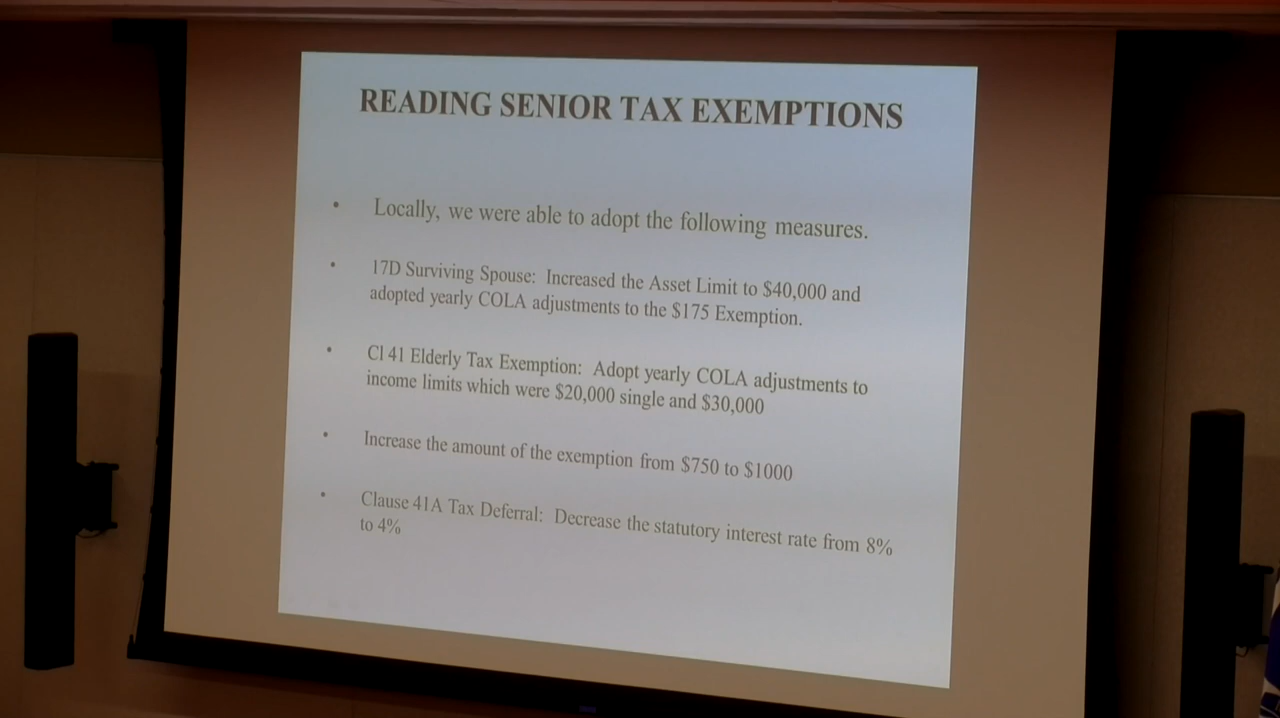 READING SENIOR TAX EXEMPTIONS
• Locally, we were able to adopt the following measures.
• 17D Surviving Spouse: Increased the Asset Limit to $40,000 and
adopted yearly COLA adjustments to the $175 Exemption.
• Cl 41 Elderly Tax Exemption: Adopt yearly COLA adjustments to
income limits which were $20,000 single and $30,000
• Increase the amount of the exemption from $750 to $1000
• Clause 41A Tax Deferral: Decrease the statutory interest rate from 8%
to 4%